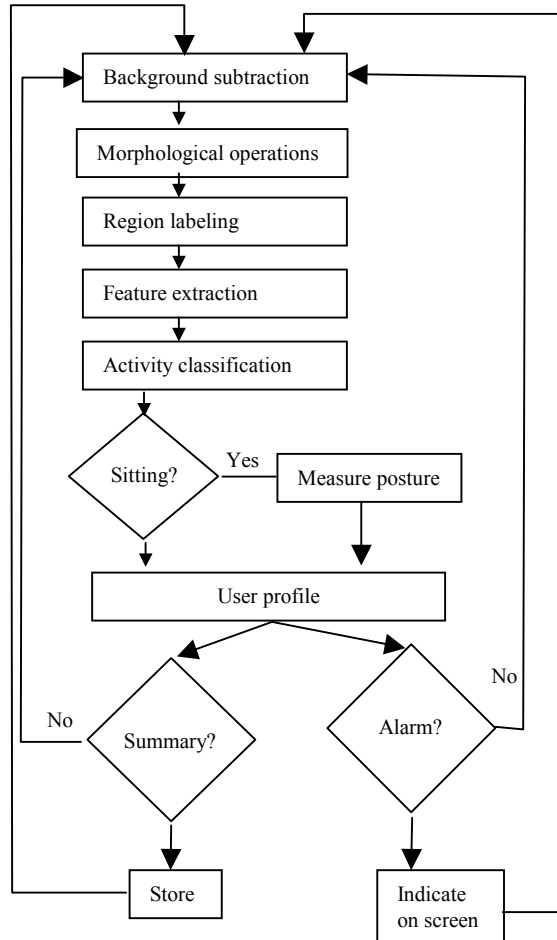 Background subtraction
Morphological operations
Region labeling
Feature extraction
Activity classification
Sitting?
Yes
Measure posture
User profile
No
Summary?
Alarm?
No
Store
Indicate
on screen